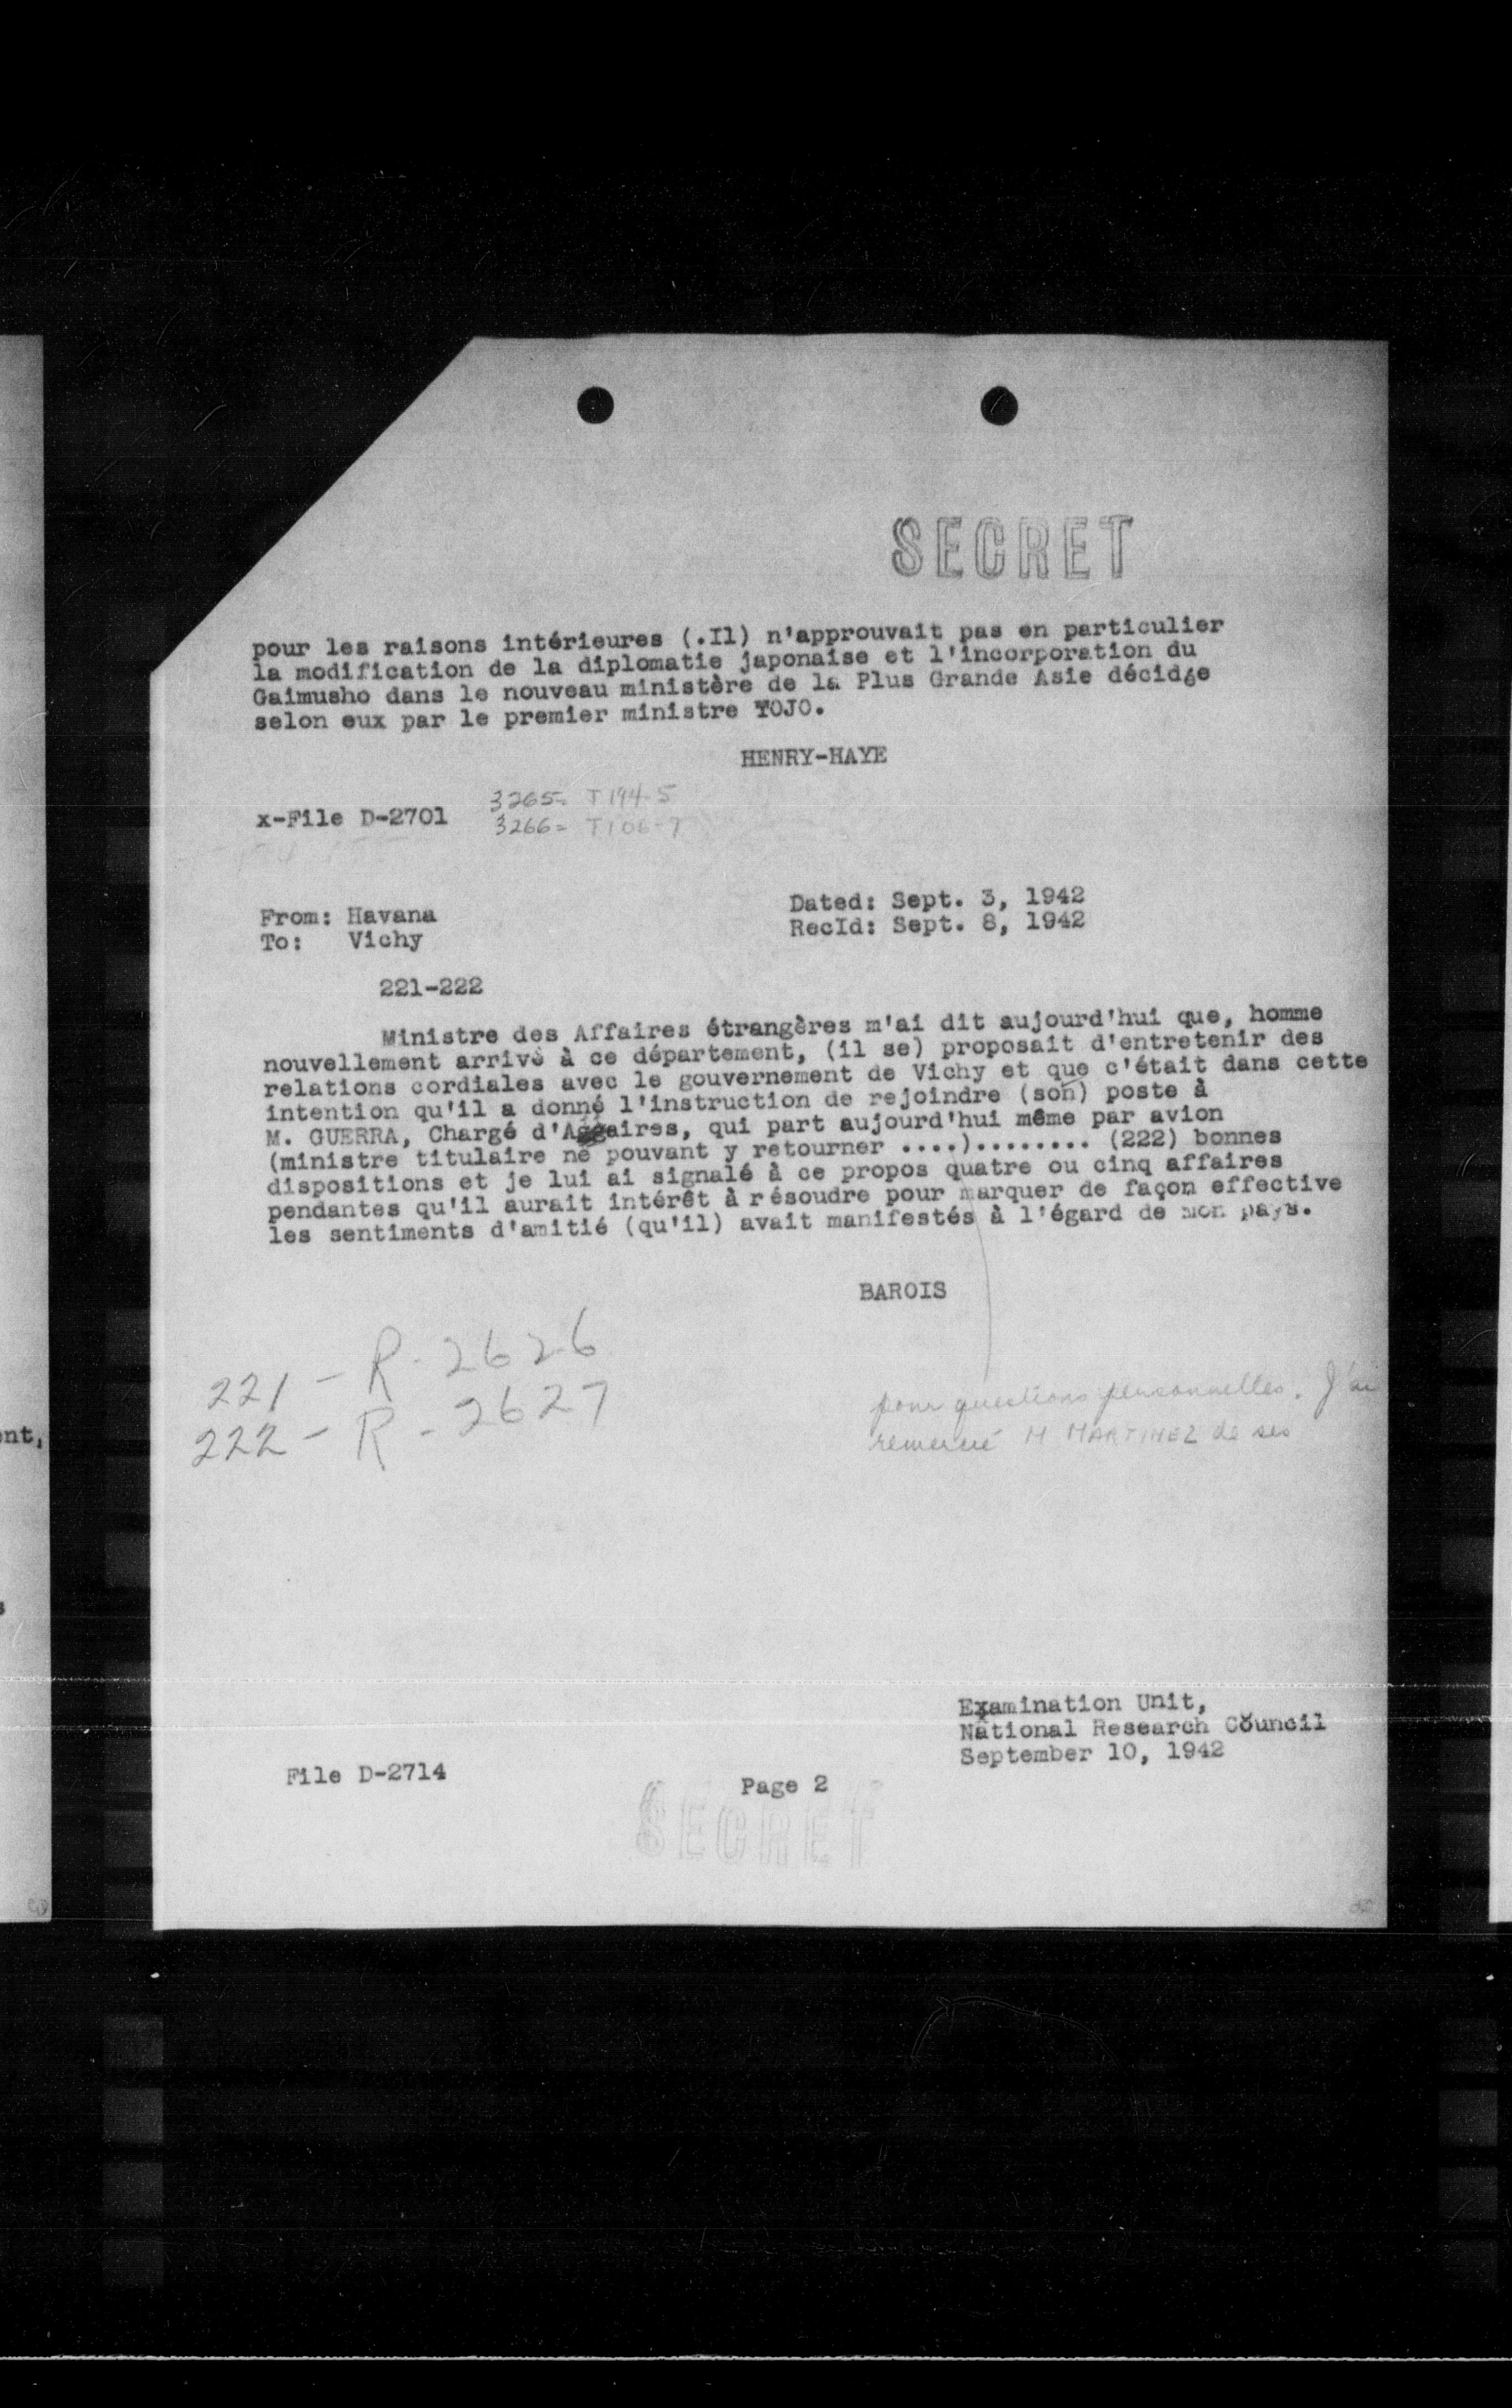 SECRET
pour les raisons intérieures (.Il) n'approuvait pas en particulier
la modification de la diplomatie japonaise et l'incorporation du
Gaimusho dans le nouveau ministère de la Plus Grande Asie décidée
selon eux par le premier ministre TOJO.
HENRY-HAYE
3265= T194-5
x-File D-2701
3266= T106-7
From: Havana
Dated: Sept. 3, 1942
To: Vichy
RecId: Sept. 8, 1942
221-222
Ministre des Affaires étrangères m'ai dit aujourd'hui que, homme
nouvellement arrivè à ce département, (il se) proposait d'entretenir des
relations cordiales avec le gouvernement de Vichy et que c'était dans cette
intention qu'il a donné l'instruction de rejoindre (son) poste à
M. GUERRA, Chargé d'Aggaires, qui part aujourd'hui même par avion
(ministre titulaire ne pouvant y retourner ....)........ (222) bonnes
dispositions et je lui ai signalé à ce propos quatre ou cinq affaires
pendantes qu'il aurait intérêt à résoudre pour marquer de façon effective
les sentiments d'amitié (qu'il) avait manifestés à l'égard de mon pays.
BAROIS
221 - R-2626
222 - R-2627
pour questions personnelles. J'ai
remercié M MARTINEZ de ses
ent,
s
Examination Unit,
National Research Council
September 10, 1942
File D-2714
Page 2
SECRET